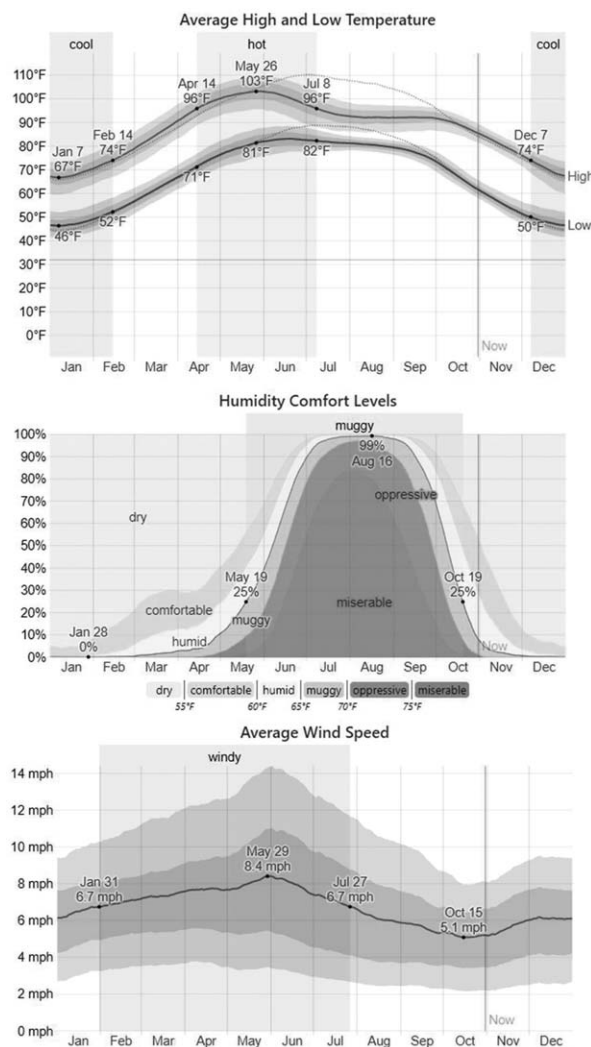 Average High and Low Temperature
cool
hot
cool
May 26
103°F
Apr 14
96°F
Jul 8
96°F
Feb 14
74°F
Dec 7
74°F
Jan 7
67°F
81°F
82°F
71°F
52°F
46°F
50°F
High
Low
110°F
100°F
90°F
80°F
70°F
60°F
50°F
40°F
30°F
20°F
10°F
0°F
Now
Jan Feb Mar Apr May Jun Jul Aug Sep Oct Nov Dec
Humidity Comfort Levels
muggy
99%
Aug 16
oppressive
dry
May 19
25%
Oct 19
25%
comfortable
muggy
miserable
Jan 28
0%
humid
Now
100%
90%
80%
70%
60%
50%
40%
30%
20%
10%
0%
Jan Feb Mar Apr May Jun Jul Aug Sep Oct Nov Dec
dry comfortable humid muggy oppressive miserable
55°F 60°F 65°F 70°F 75°F
Average Wind Speed
windy
May 29
8.4 mph
Jan 31
6.7 mph
Jul 27
6.7 mph
Oct 15
5.1 mph
Now
14 mph
12 mph
10 mph
8 mph
6 mph
4 mph
2 mph
0 mph
Jan Feb Mar Apr May Jun Jul Aug Sep Oct Nov Dec